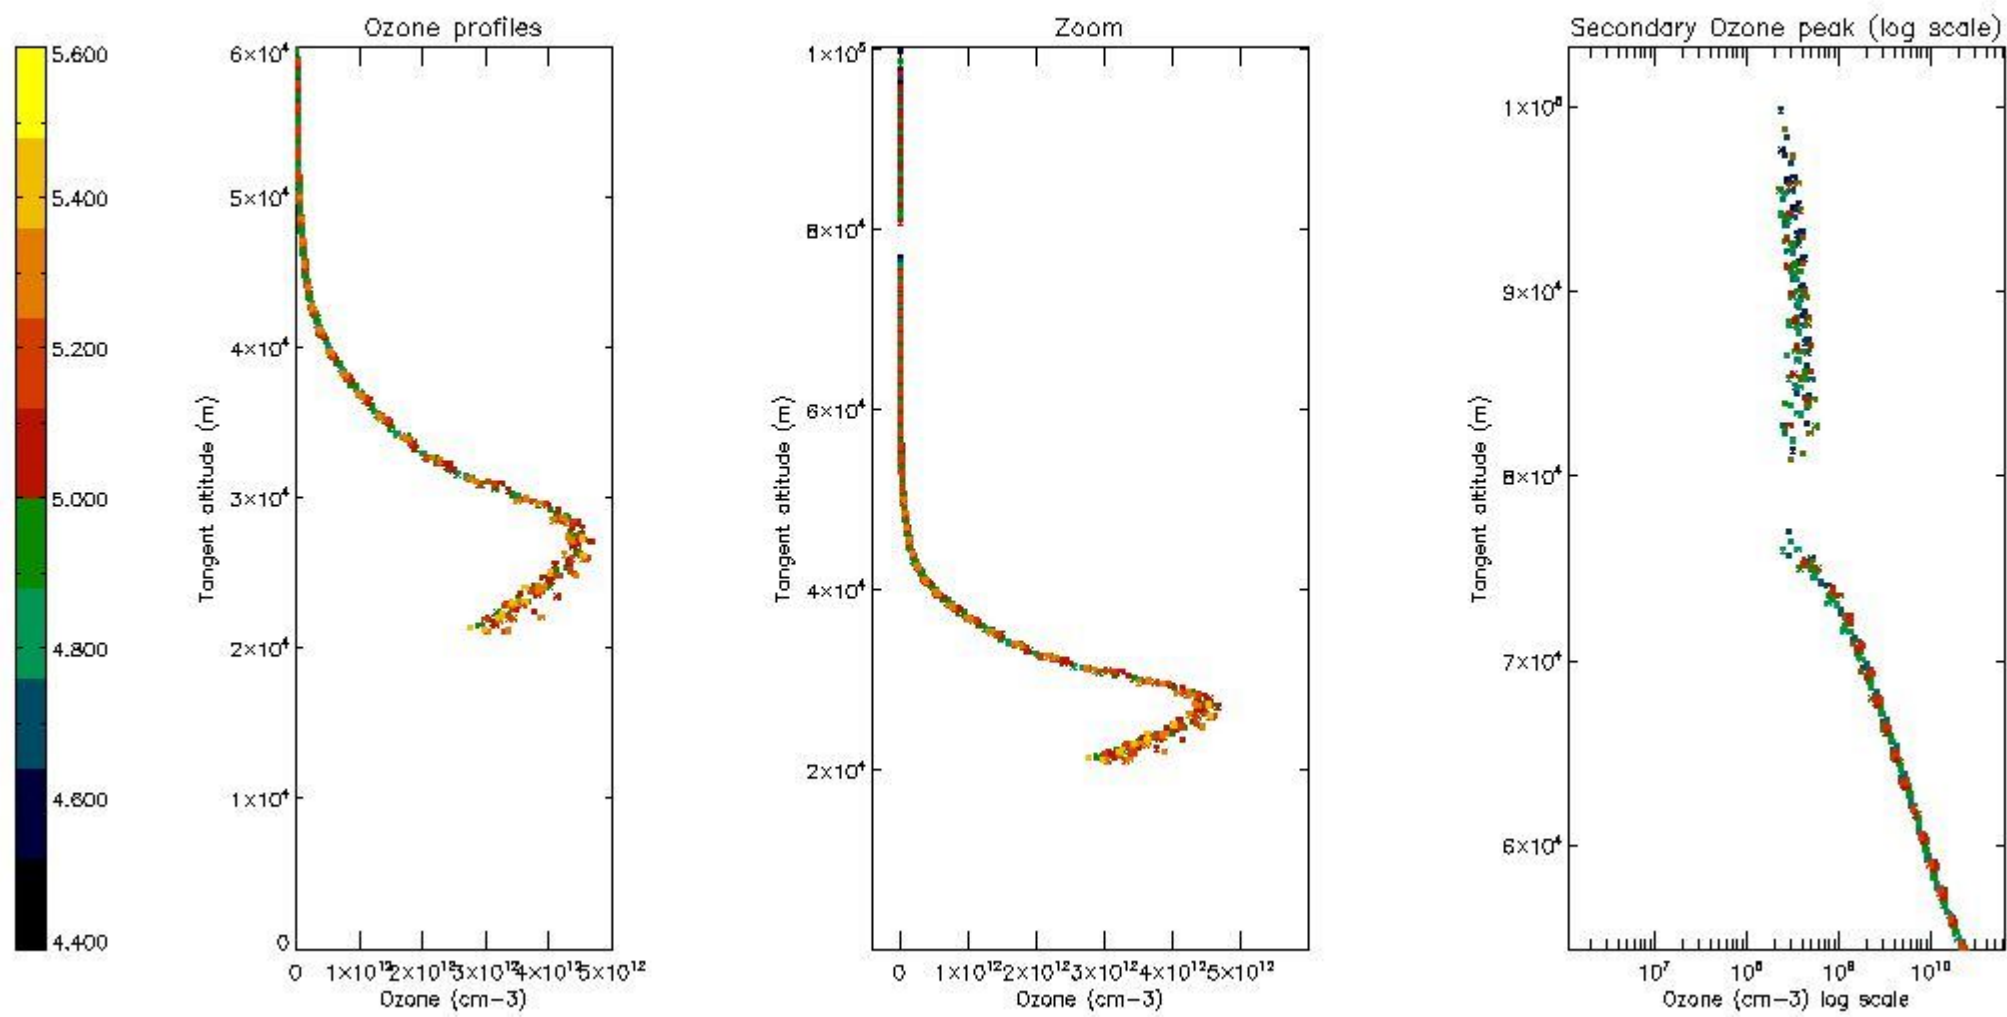 Ozone profiles
Zoom
Secondary Ozone peak (log scale)
5.600
5.400
5.200
5.000
4.800
4.600
4.400
6×10⁴
5×10⁴
4×10⁴
3×10⁴
2×10⁴
1×10⁴
0
Tangent altitude (m)
0 1×10¹² 2×10¹² 3×10¹² 4×10¹² 5×10¹²
Ozone (cm-3)
1×10⁵
8×10⁴
6×10⁴
4×10⁴
2×10⁴
Tangent altitude (m)
0 1×10¹² 2×10¹² 3×10¹² 4×10¹² 5×10¹²
Ozone (cm-3)
1×10⁵
9×10⁴
8×10⁴
7×10⁴
6×10⁴
Tangent altitude (m)
10⁷ 10⁸ 10⁹ 10¹⁰
Ozone (cm-3) log scale